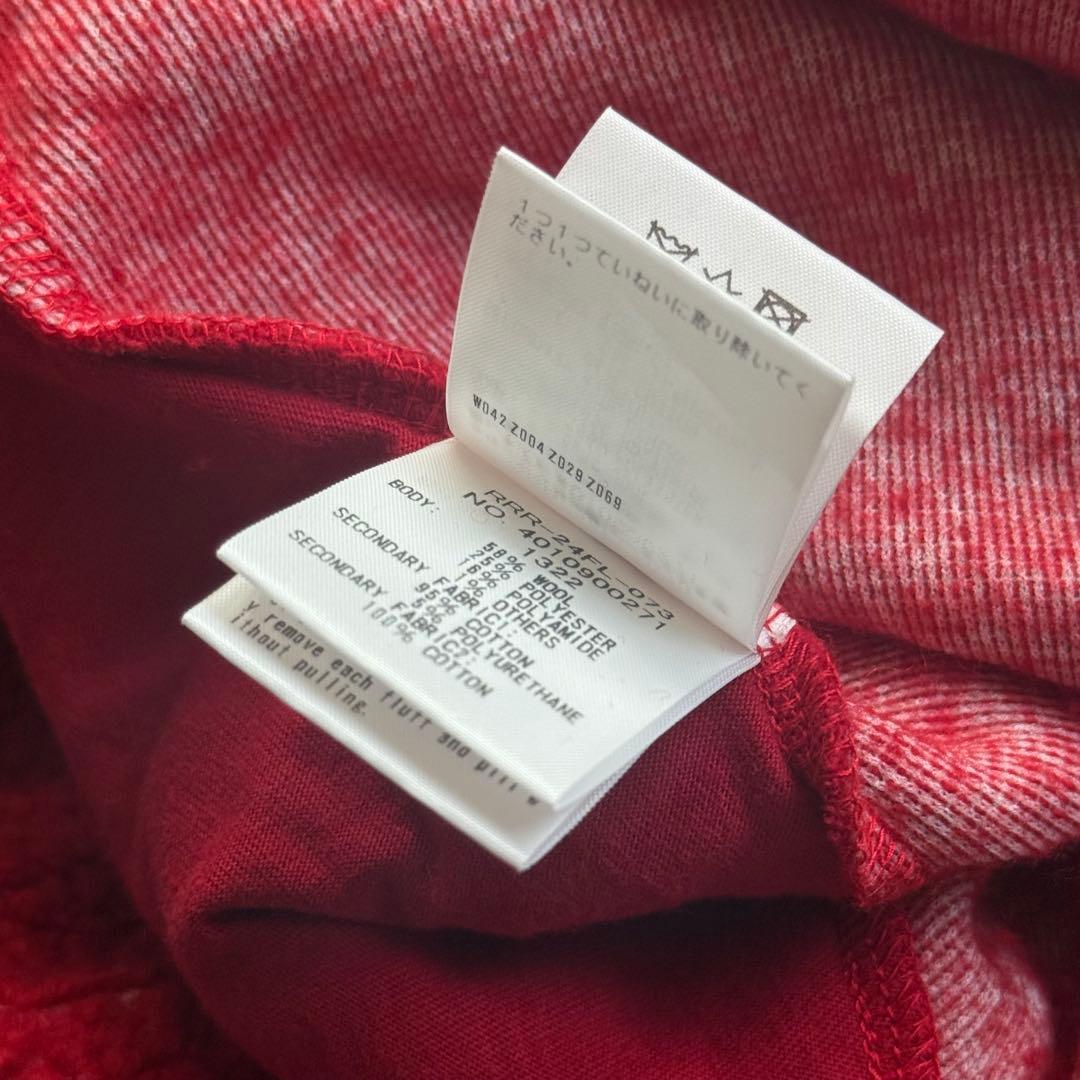 1つ1つていねいに取り除いてく
ださい。
W042 Z004 Z029 Z069
RRR-24FL-073
NO. 4010900271
1322
BODY:
58% WOOL
25% POLYESTER
16% POLYAMIDE
1% OTHERS
SECONDARY FABRIC1:
95% COTTON
5% POLYURETHANE
SECONDARY FABRIC2:
100% COTTON
y, remove each fluff and pill w
ithout pulling.